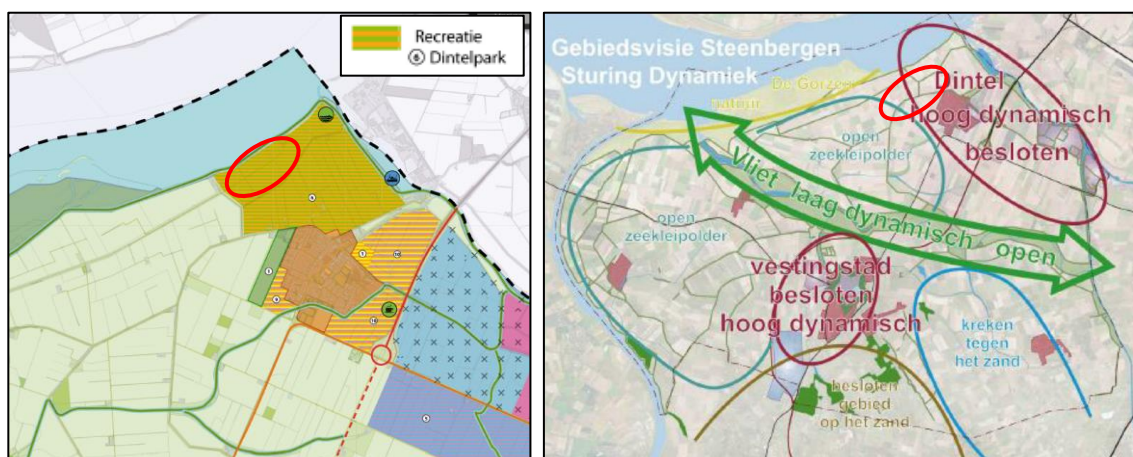 Recreatie
⑥ Dintelpark
Gebiedsvisie Steenbergen
Sturing Dynamiek
De Gorzen
natuur
Dintel
hoog dynamisch
besloten
open
zeekleipolder
Vliet laag dynamisch open
open
zeekleipolder
vestingstad
besloten
hoog dynamisch
kreken
tegen
het zand
besloten
gebied
op het zand